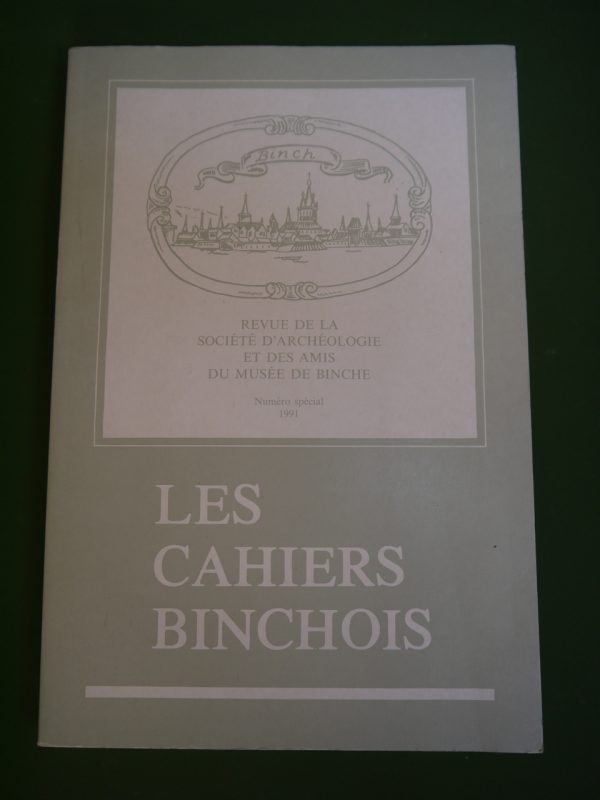 Binch
REVUE DE LA
SOCIÉTÉ D'ARCHÉOLOGIE
ET DES AMIS
DU MUSÉE DE BINCHE
Numéro spécial
1991
LES
CAHIERS
BINCHOIS